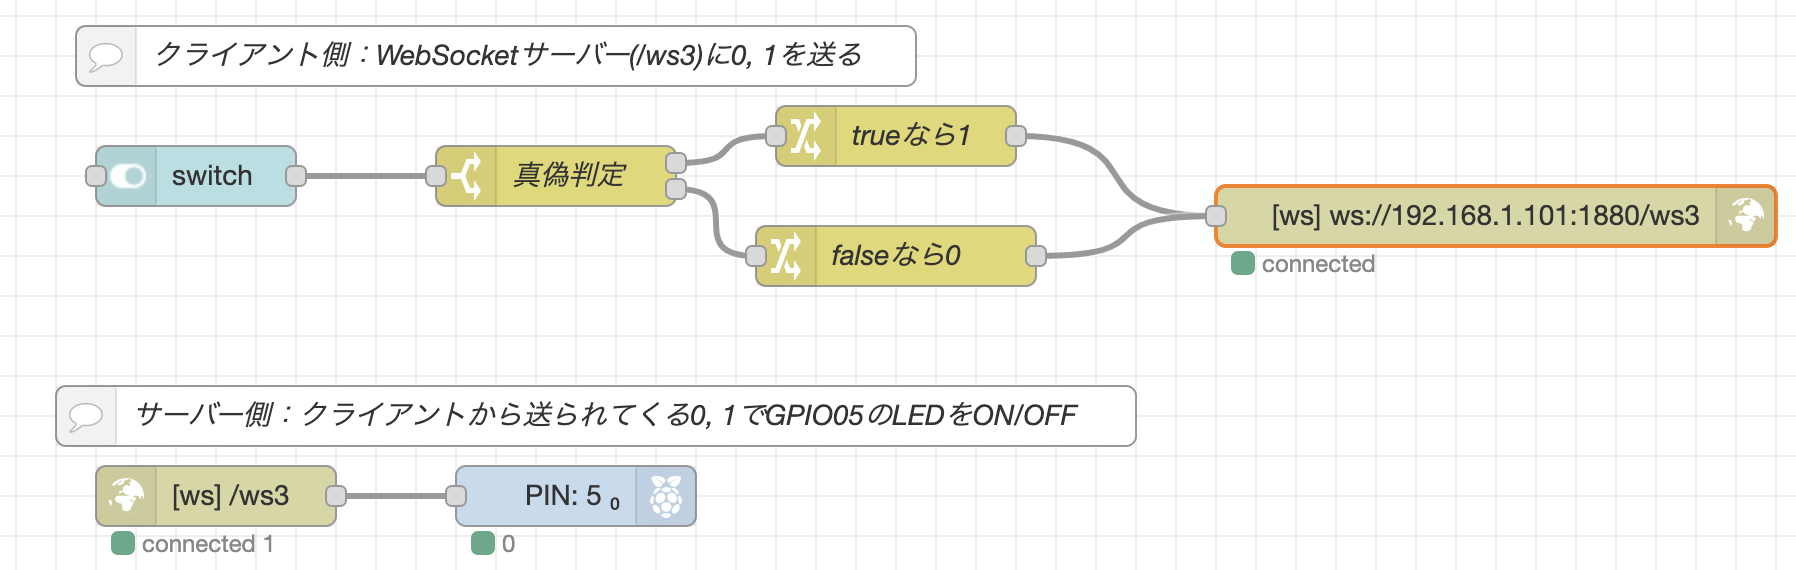 クライアント側：WebSocketサーバー(/ws3)に0, 1を送る
switch
真偽判定
trueなら1
falseなら0
[ws] ws://192.168.1.101:1880/ws3
connected
サーバー側：クライアントから送られてくる0, 1でGPIO05のLEDをON/OFF
[ws] /ws3
connected 1
PIN: 5 0
0